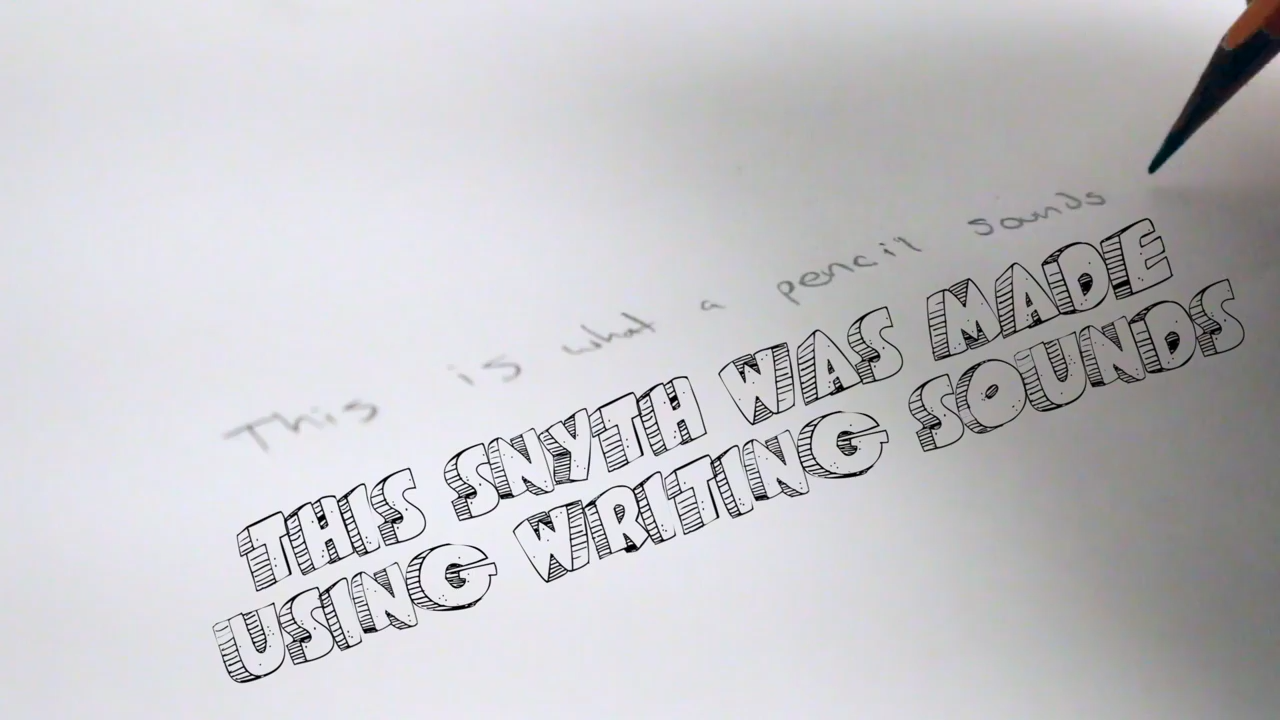 This is what a pencil sounds
THIS SNYTH WAS MADE
USING WRITING SOUNDS